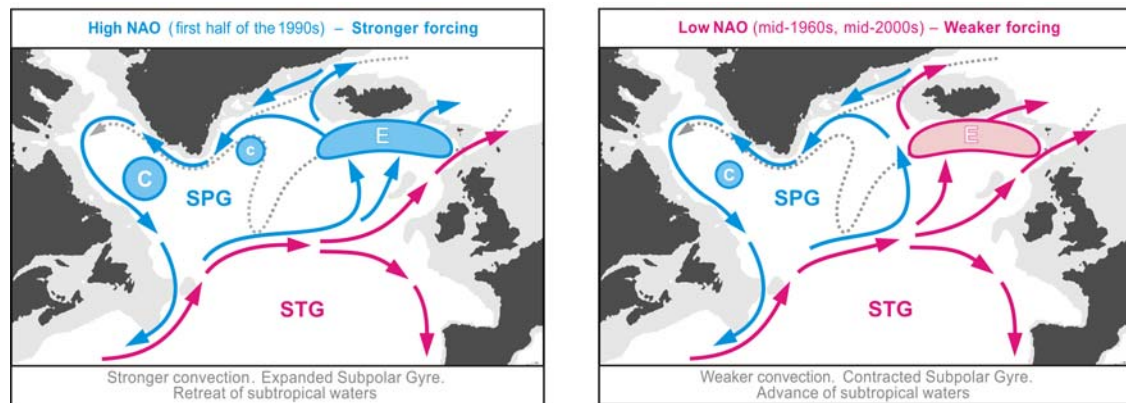 High NAO (first half of the 1990s) – Stronger forcing
E
C
C
SPG
STG
Stronger convection. Expanded Subpolar Gyre.
Retreat of subtropical waters
Low NAO (mid-1960s, mid-2000s) – Weaker forcing
E
C
SPG
STG
Weaker convection. Contracted Subpolar Gyre.
Advance of subtropical waters